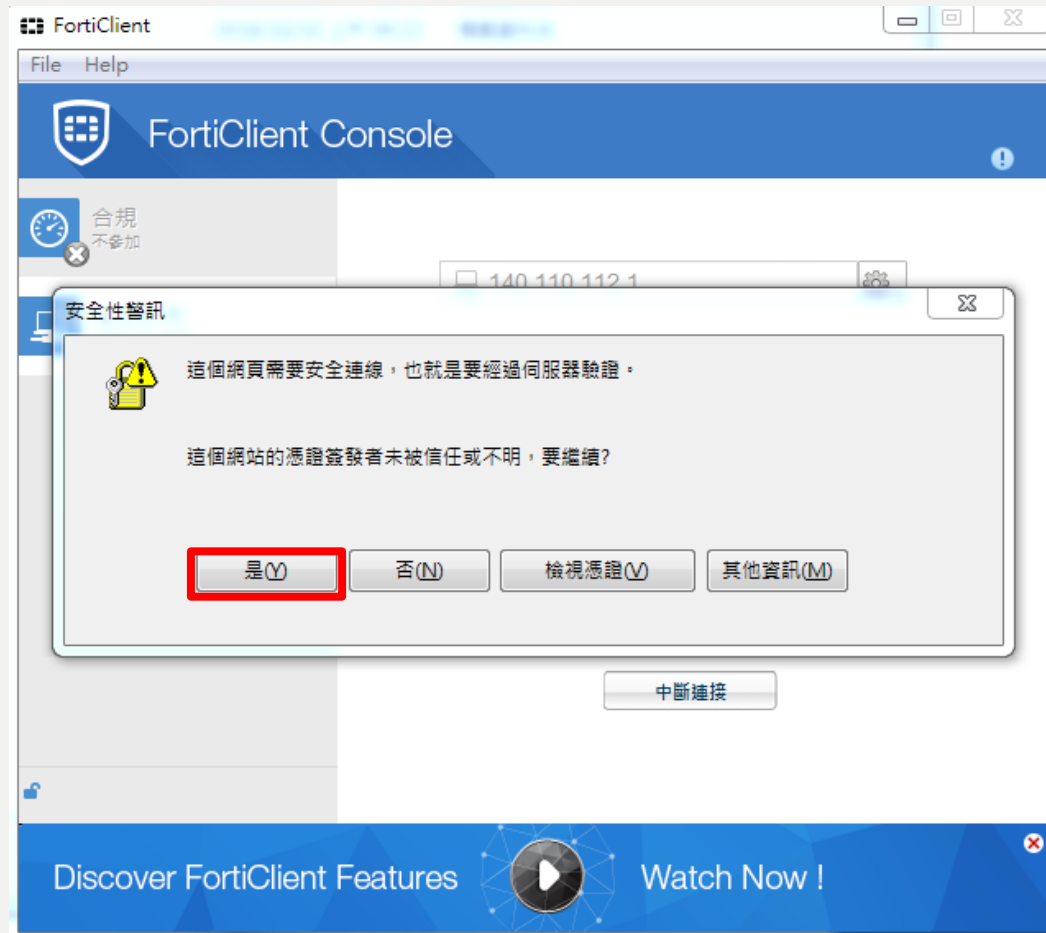 FortiClient
File Help
FortiClient Console
合規
不參加
140.110.112.1
安全性警訊
這個網頁需要安全連線，也就是要經過伺服器驗證。
這個網站的憑證簽發者未被信任或不明，要繼續?
是(Y) 否(N) 檢視憑證(V) 其他資訊(M)
中斷連接
Discover FortiClient Features Watch Now !